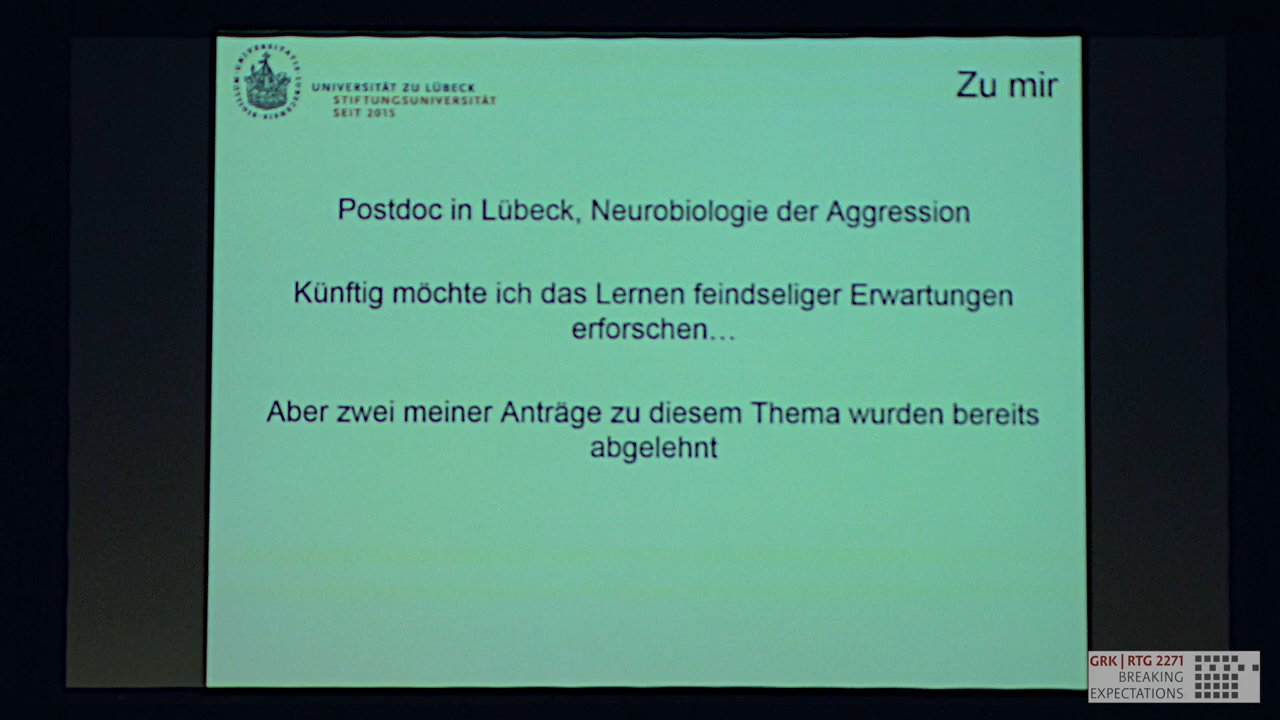 UNIVERSITÄT ZU LÜBECK
STIFTUNGSUNIVERSITÄT
SEIT 2015
Zu mir
Postdoc in Lübeck, Neurobiologie der Aggression
Künftig möchte ich das Lernen feindseliger Erwartungen
erforschen…
Aber zwei meiner Anträge zu diesem Thema wurden bereits
abgelehnt
GRK | RTG 2271
BREAKING
EXPECTATIONS